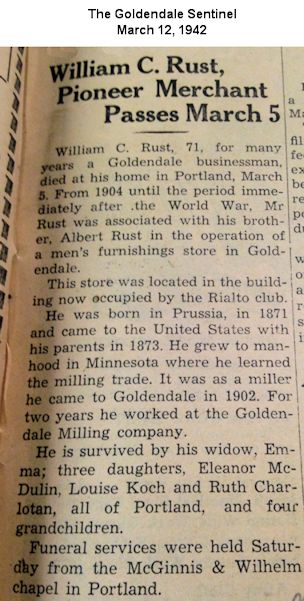 The Goldendale Sentinel
March 12, 1942
William C. Rust,
Pioneer Merchant
Passes March 5
William C. Rust, 71, for many
years a Goldendale businessman,
died at his home in Portland, March
5. From 1904 until the period imme-
diately after .the World War, Mr
Rust was associated with his broth-
er, Albert Rust in the operation of
a men's furnishings store in Gold-
endale.
This store was located in the build-
ing now occupied by the Rialto club.
He was born in Prussia, in 1871
and came to the United States with
his parents in 1873. He grew to man-
hood in Minnesota where he learned
the milling trade. It was as a miller
he came to Goldendale in 1902. For
two years he worked at the Golden-
dale Milling company.
He is survived by his widow, Em-
ma; three daughters, Eleanor Mc-
Dulin, Louise Koch and Ruth Char-
lotan, all of Portland, and four
grandchildren.
Funeral services were held Satur-
day from the McGinnis & Wilhelm
chapel in Portland.